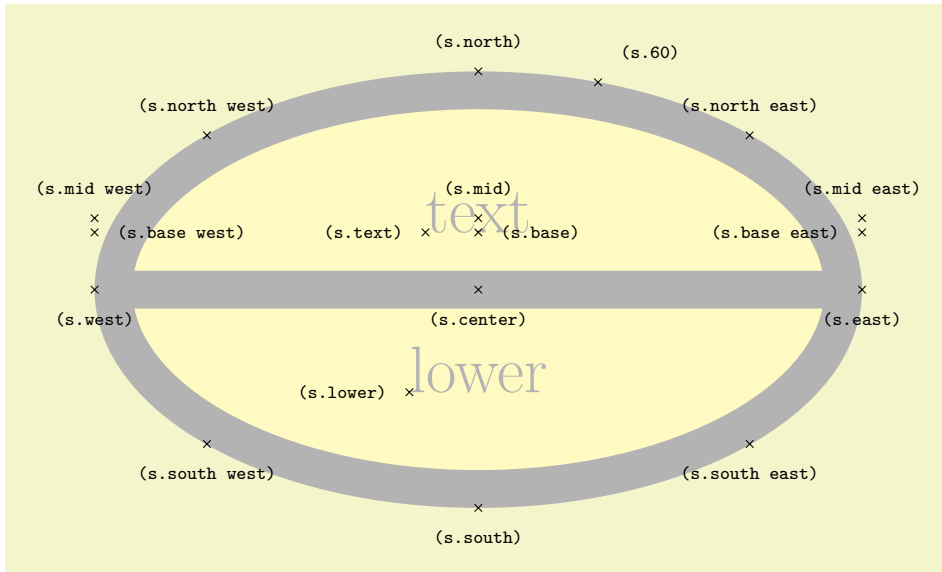 (s.north)
(s.60)
(s.north west)
(s.north east)
(s.mid west)
(s.mid)
(s.mid east)
text
(s.base west)
(s.text)
(s.base)
(s.base east)
(s.west)
(s.center)
(s.east)
lower
(s.lower)
(s.south west)
(s.south east)
(s.south)